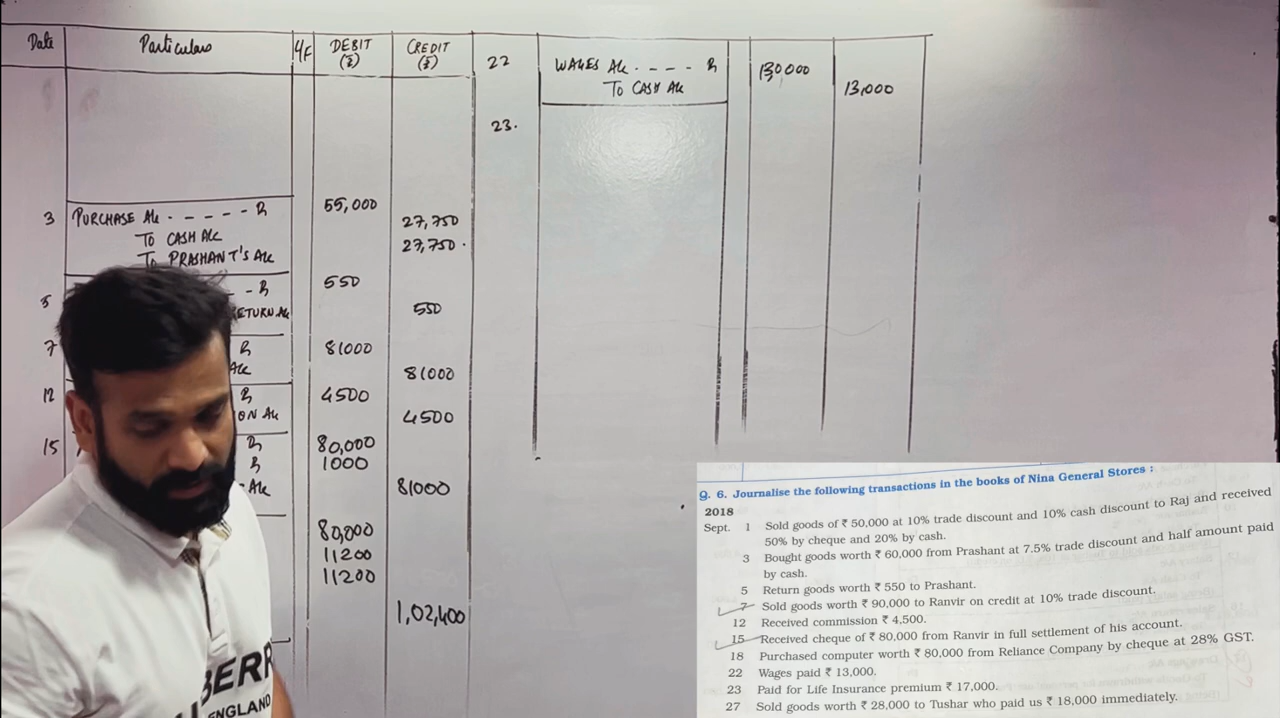 Date Particulars L/F DEBIT (₹) CREDIT (₹)
3 PURCHASE A/c - - - - - Dr 55,000
TO CASH A/c 27,750
TO PRASHANT'S A/c 27,750
5 - - Dr 550
RETURN A/c 550
7 Dr 81000
A/c 81000
12 Dr 4500
ON A/c 4500
15 Dr 80,000
Dr 1000
A/c 81000
80,000
11200
11200
1,02,400
22 WAGES A/c - - - - Dr 130000
TO CASH A/c 13,000
23.
Q. 6. Journalise the following transactions in the books of Nina General Stores :
2018
Sept. 1 Sold goods of ₹ 50,000 at 10% trade discount and 10% cash discount to Raj and received
50% by cheque and 20% by cash.
3 Bought goods worth ₹ 60,000 from Prashant at 7.5% trade discount and half amount paid
by cash.
5 Return goods worth ₹ 550 to Prashant.
7 Sold goods worth ₹ 90,000 to Ranvir on credit at 10% trade discount.
12 Received commission ₹ 4,500.
15 Received cheque of ₹ 80,000 from Ranvir in full settlement of his account.
18 Purchased computer worth ₹ 80,000 from Reliance Company by cheque at 28% GST.
22 Wages paid ₹ 13,000.
23 Paid for Life Insurance premium ₹ 17,000.
27 Sold goods worth ₹ 28,000 to Tushar who paid us ₹ 18,000 immediately.
BERR
ENGLAND